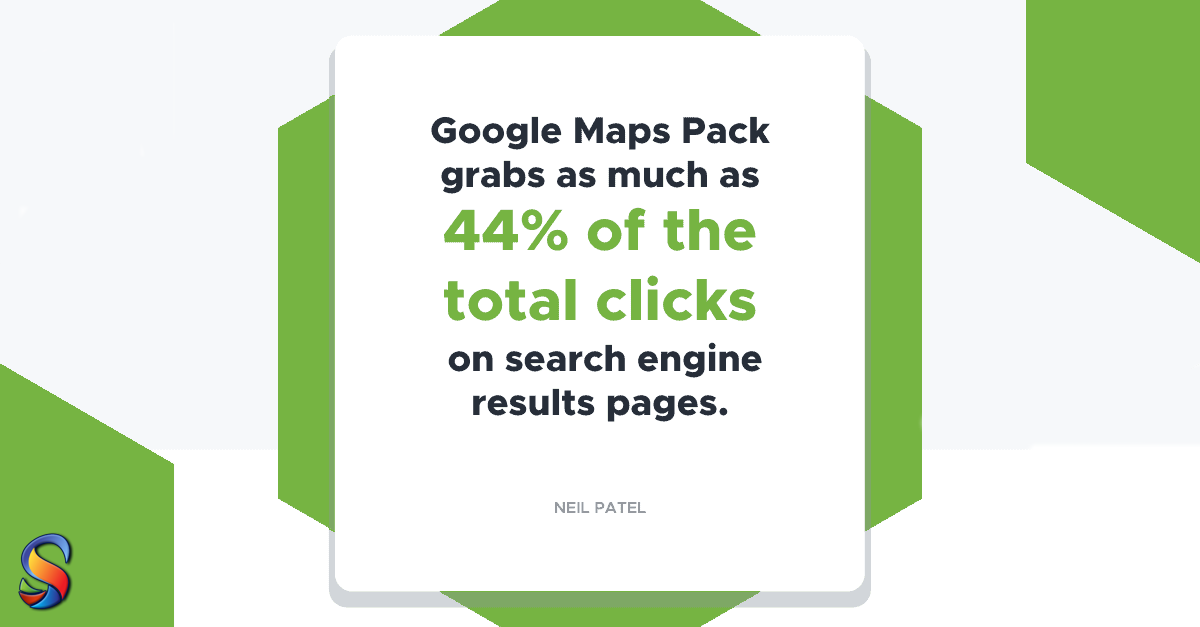 Google Maps Pack
grabs as much as
44% of the
total clicks
on search engine
results pages.
NEIL PATEL
S